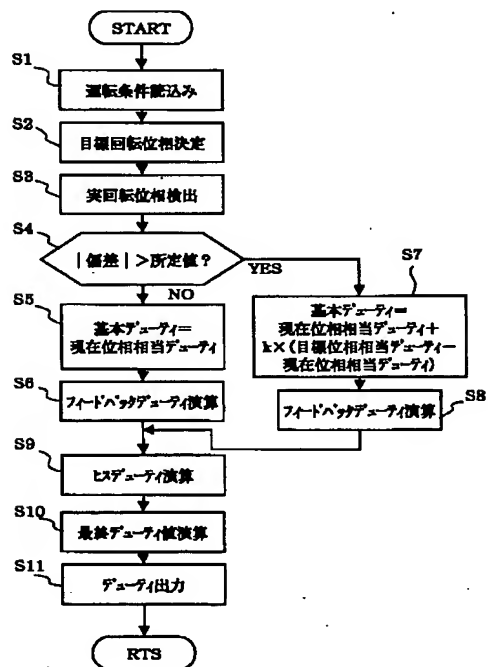 START
S1
運転条件読込み
S2
目標回転位相決定
S3
実回転位相検出
S4
|偏差|>所定値?
YES
NO
S5
基本デューティ=
現在位相相当デューティ
S7
基本デューティ=
現在位相相当デューティ+
k×(目標位相相当デューティ−
現在位相相当デューティ)
S6
フィードバックデューティ演算
S8
フィードバックデューティ演算
S9
ヒスデューティ演算
S10
最終デューティ値演算
S11
デューティ出力
RTS